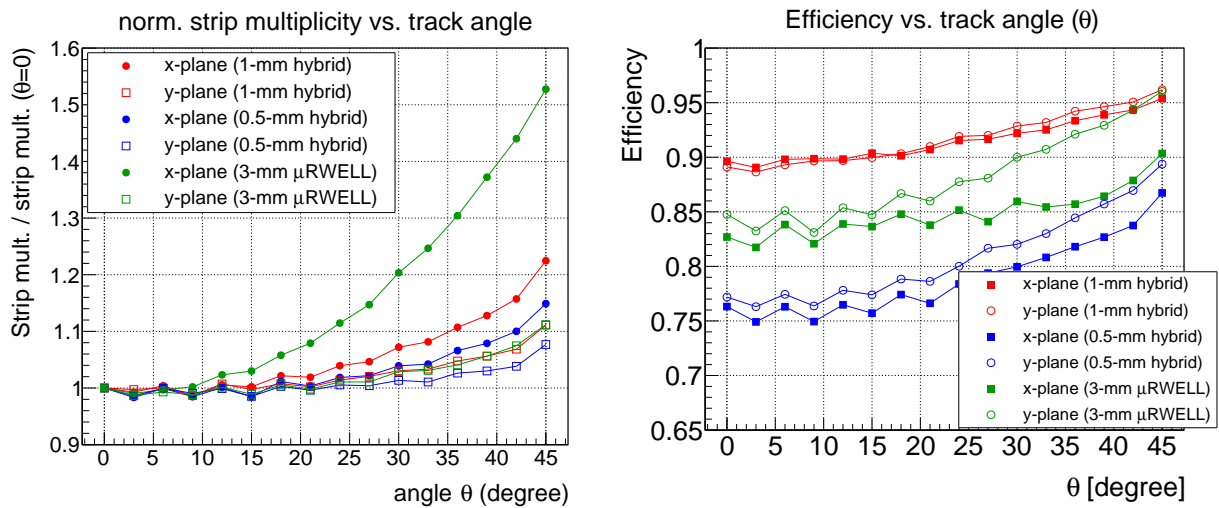 norm. strip multiplicity vs. track angle
Strip mult. / strip mult. (θ=0)
1.6
1.5
1.4
1.3
1.2
1.1
1
0.9
x-plane (1-mm hybrid)
y-plane (1-mm hybrid)
x-plane (0.5-mm hybrid)
y-plane (0.5-mm hybrid)
x-plane (3-mm μRWELL)
y-plane (3-mm μRWELL)
0 5 10 15 20 25 30 35 40 45
angle θ (degree)
Efficiency vs. track angle (θ)
Efficiency
1
0.95
0.9
0.85
0.8
0.75
0.7
0.65
x-plane (1-mm hybrid)
y-plane (1-mm hybrid)
x-plane (0.5-mm hybrid)
y-plane (0.5-mm hybrid)
x-plane (3-mm μRWELL)
y-plane (3-mm μRWELL)
0 5 10 15 20 25 30 35 40 45
θ [degree]